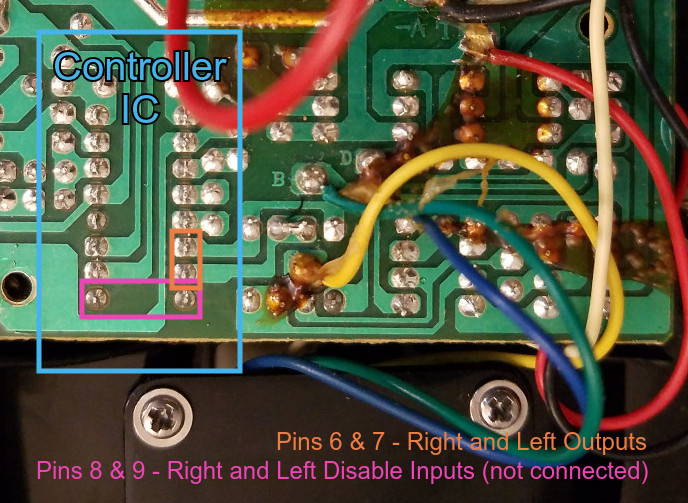 Controller
IC
A 1
D
B
Pins 6 & 7 - Right and Left Outputs
Pins 8 & 9 - Right and Left Disable Inputs (not connected)